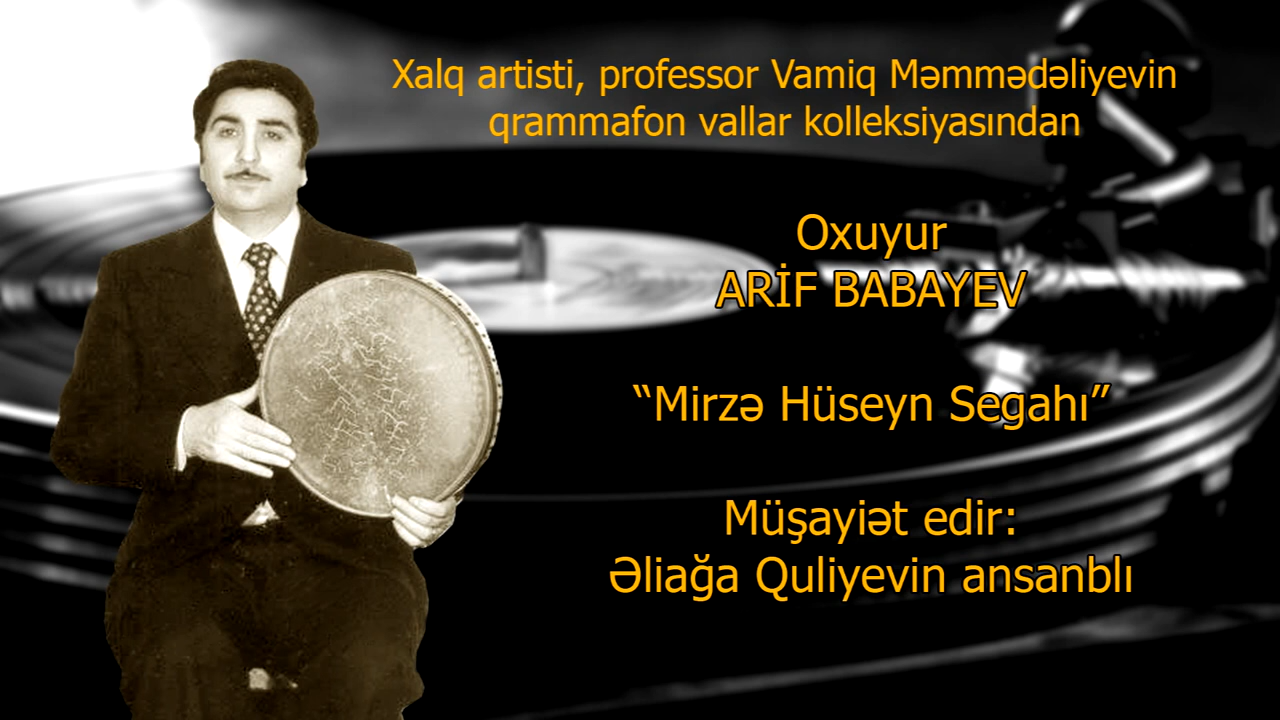 Xalq artisti, professor Vamiq Məmmədəliyevin
qrammafon vallar kolleksiyasından
Oxuyur
ARİF BABAYEV
“Mirzə Hüseyn Segahı”
Müşayiət edir:
Əliağa Quliyevin ansanblı